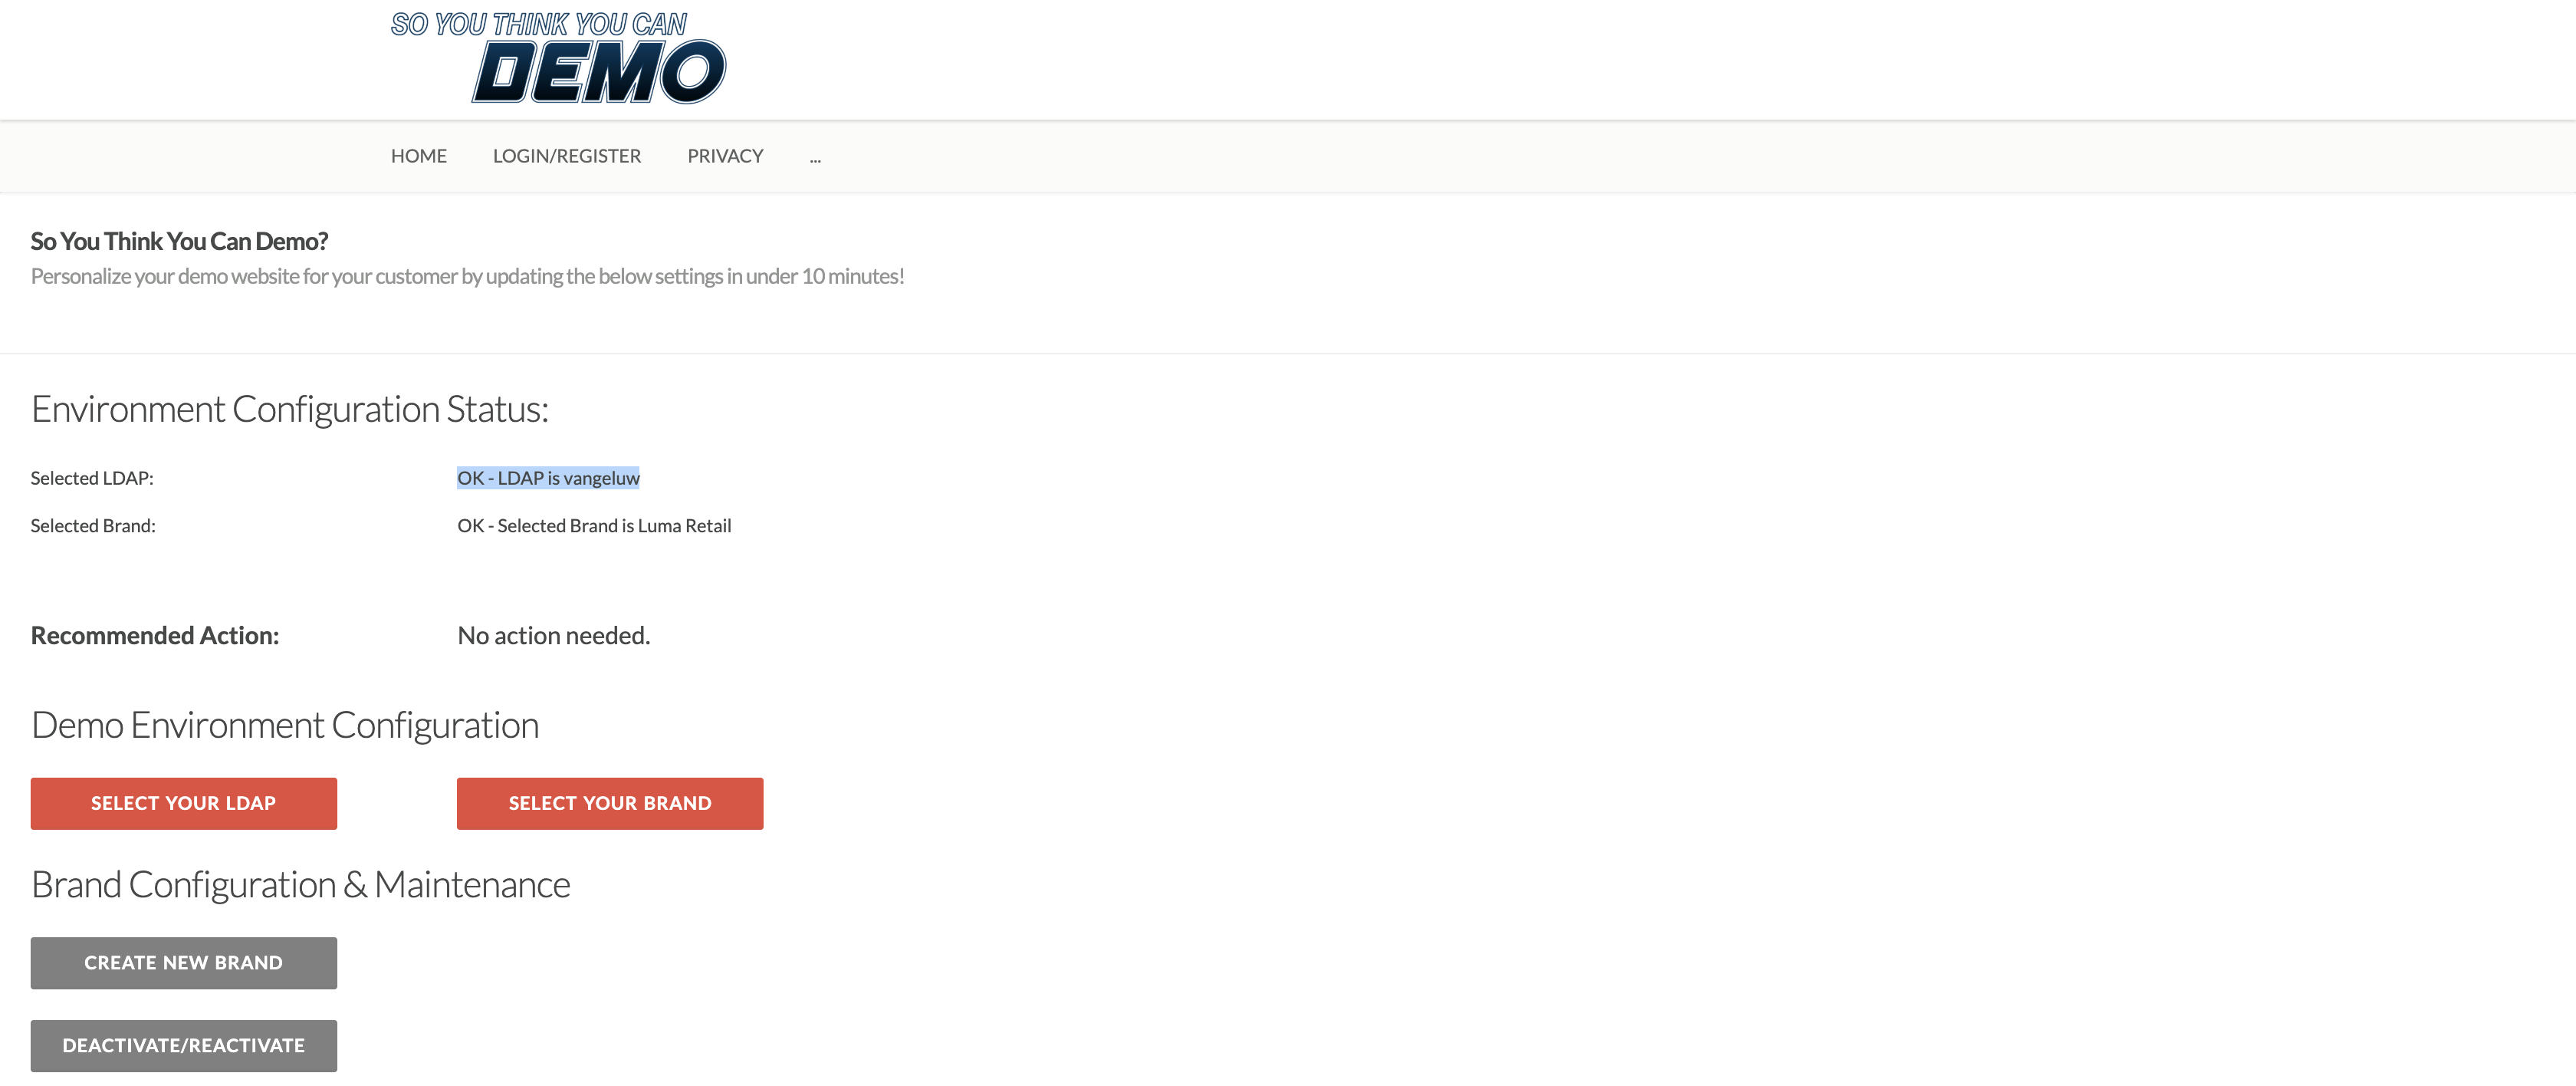 SO YOU THINK YOU CAN
DEMO
HOME LOGIN/REGISTER PRIVACY ...
So You Think You Can Demo?
Personalize your demo website for your customer by updating the below settings in under 10 minutes!
Environment Configuration Status:
Selected LDAP: OK - LDAP is vangeluw
Selected Brand: OK - Selected Brand is Luma Retail
Recommended Action: No action needed.
Demo Environment Configuration
SELECT YOUR LDAP SELECT YOUR BRAND
Brand Configuration & Maintenance
CREATE NEW BRAND
DEACTIVATE/REACTIVATE